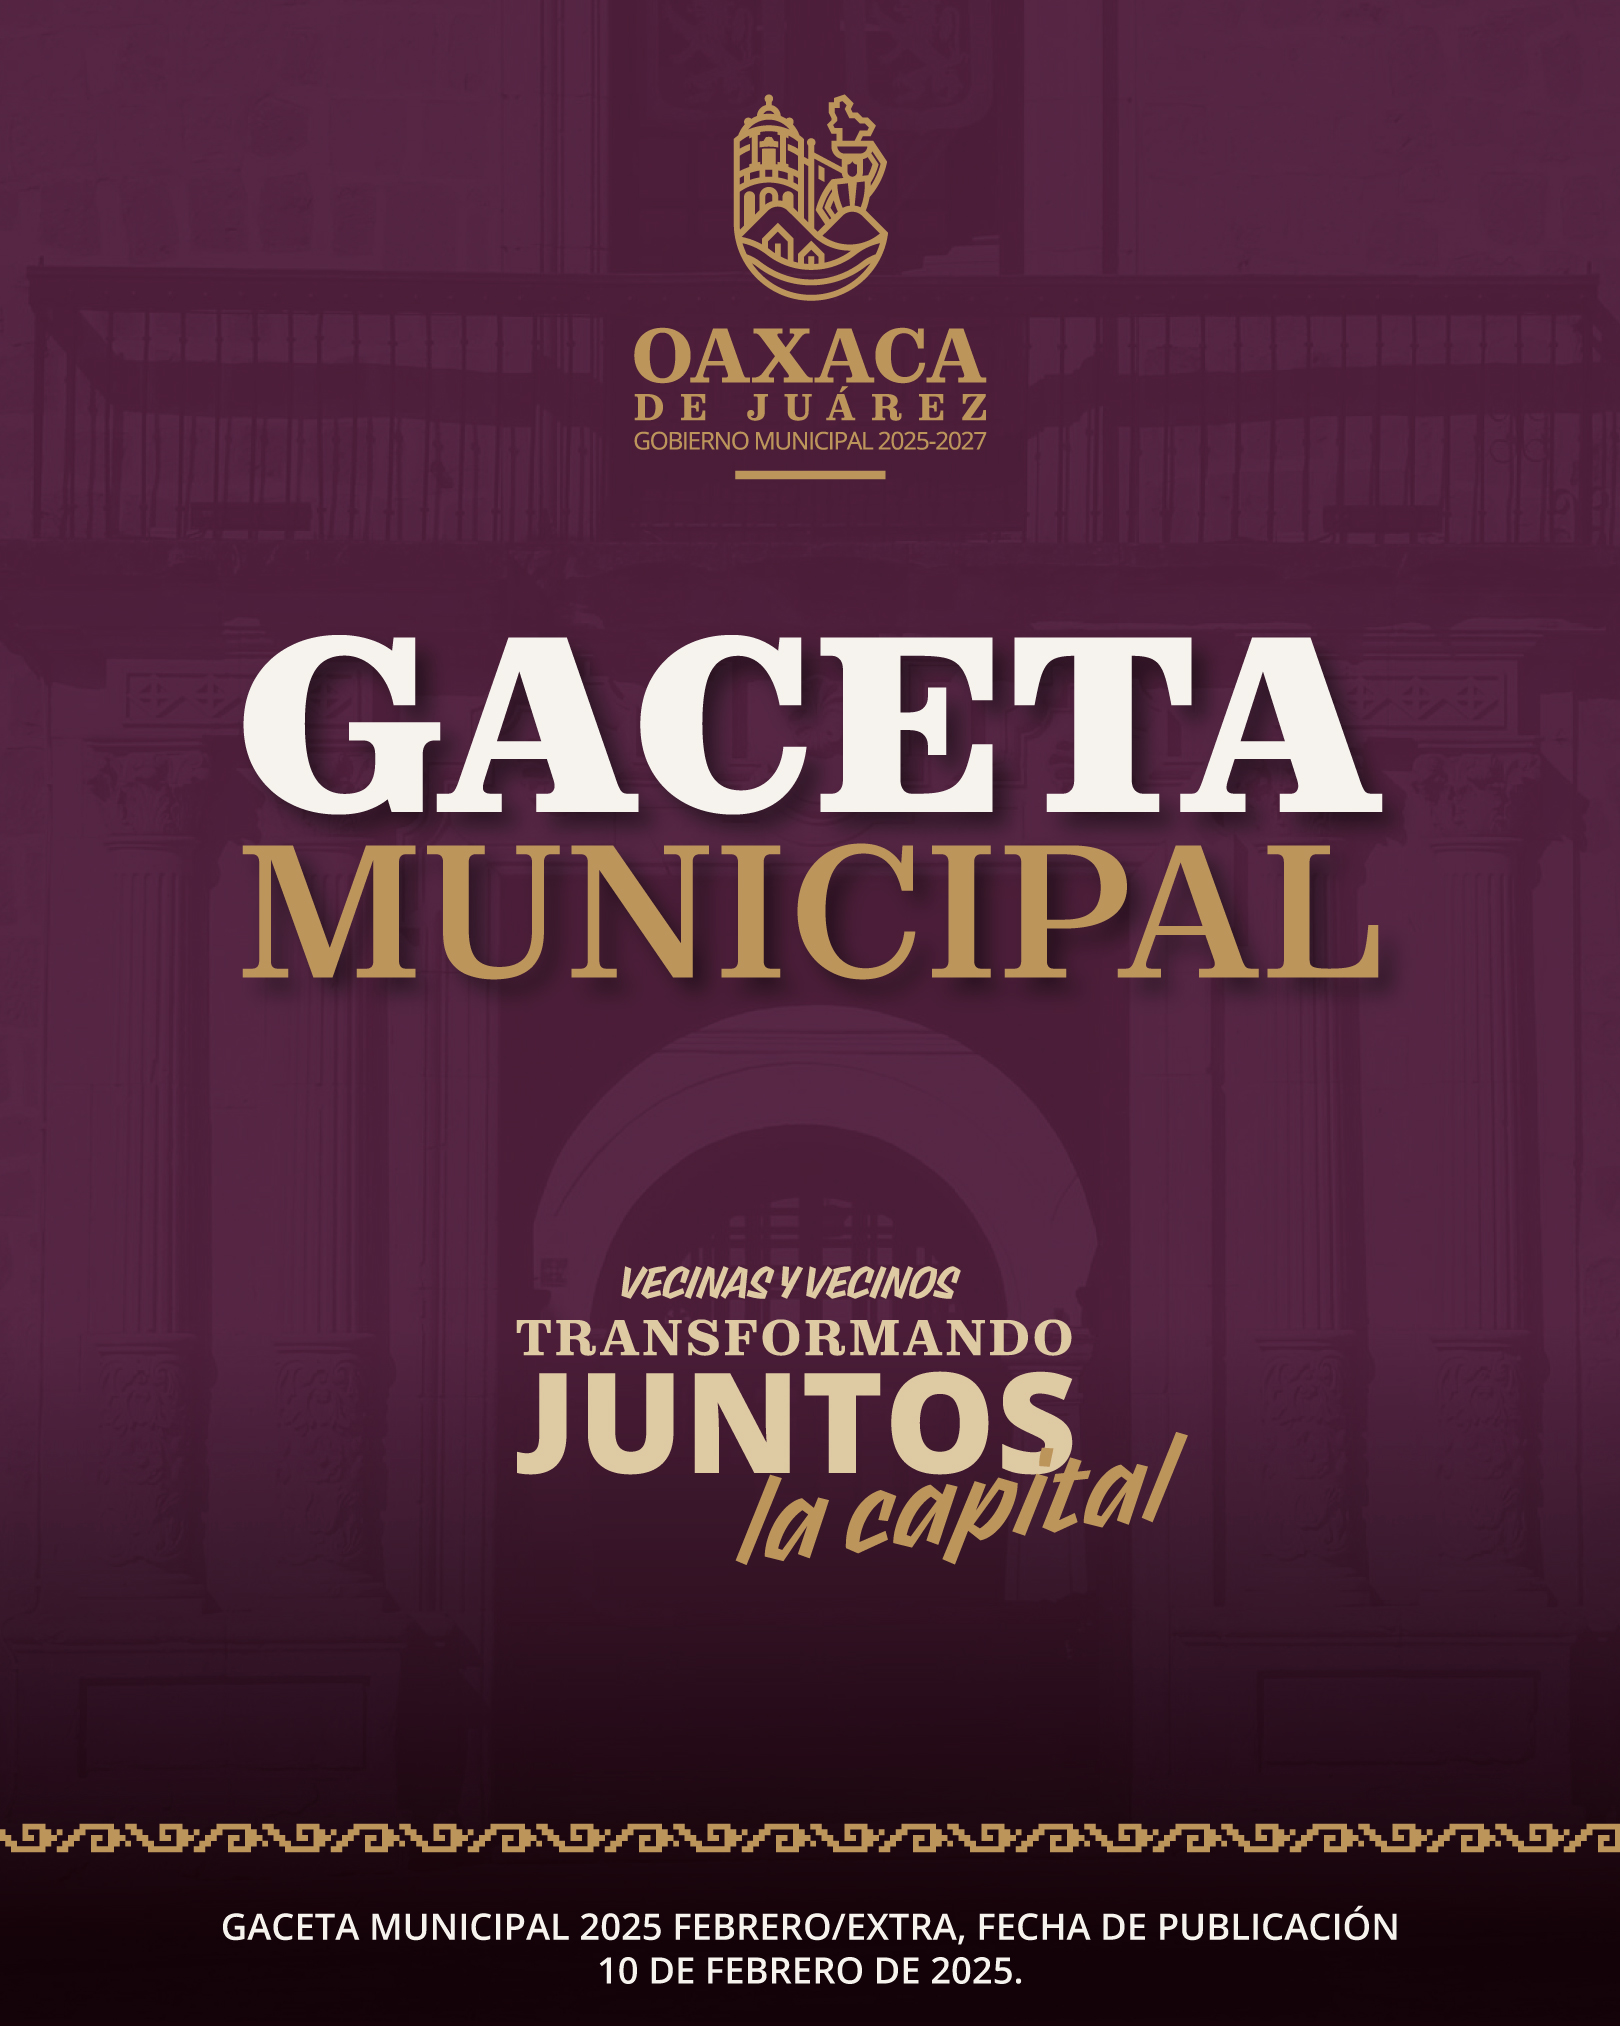 OAXACA
DE JUÁREZ
GOBIERNO MUNICIPAL 2025-2027
GACETA
MUNICIPAL
VECINAS Y VECINOS
TRANSFORMANDO
JUNTOS
la capital
GACETA MUNICIPAL 2025 FEBRERO/EXTRA, FECHA DE PUBLICACIÓN
10 DE FEBRERO DE 2025.